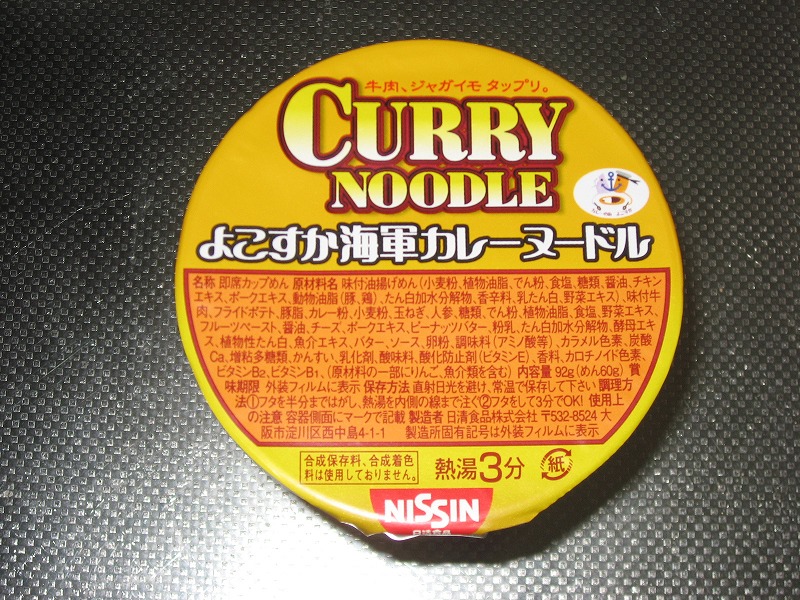 牛肉、ジャガイモ タップリ。
CURRY
NOODLE
よこすか海軍カレーヌードル
名称 即席カップめん 原材料名 味付油揚げめん(小麦粉、植物油脂、でん粉、食塩、糖類、醤油、チキン
エキス、ポークエキス、動物油脂(豚、鶏)、たん白加水分解物、香辛料、乳たん白、野菜エキス)、味付牛
肉、フライドポテト、豚脂、カレー粉、小麦粉、玉ねぎ、人参、糖類、でん粉、植物油脂、食塩、野菜エキス、
フルーツペースト、醤油、チーズ、ポークエキス、ピーナッツバター、粉乳、たん白加水分解物、酵母エキ
ス、植物性たん白、魚介エキス、バター、ソース、卵粉、調味料(アミノ酸等)、カラメル色素、炭酸
Ca、増粘多糖類、かんすい、乳化剤、酸味料、酸化防止剤(ビタミンE)、香料、カロチノイド色素、
ビタミンB2、ビタミンB1、(原材料の一部にりんご、魚介類を含む) 内容量 92g(めん60g) 賞
味期限 外装フィルムに表示 保存方法 直射日光を避け、常温で保存して下さい 調理方
法①フタを半分まではがし、熱湯を内側の線まで注ぐ②フタをして3分でOK! 使用上
の注意 容器側面にマークで記載 製造者 日清食品株式会社 〒532-8524 大
阪市淀川区西中島4-1-1 製造所固有記号は外装フィルムに表示
合成保存料、合成着色
料は使用しておりません。
熱湯3分
紙
NISSIN
日清食品